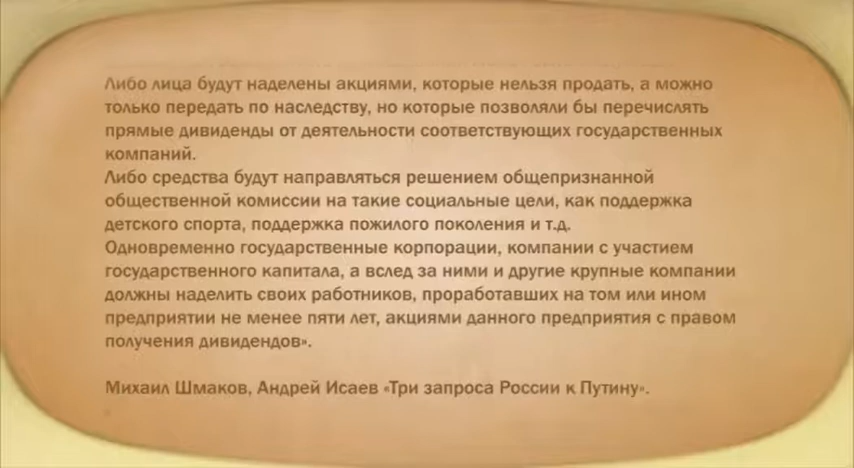 Либо лица будут наделены акциями, которые нельзя продать, а можно
только передать по наследству, но которые позволяли бы перечислять
прямые дивиденды от деятельности соответствующих государственных
компаний.
Либо средства будут направляться решением общепризнанной
общественной комиссии на такие социальные цели, как поддержка
детского спорта, поддержка пожилого поколения и т.д.
Одновременно государственные корпорации, компании с участием
государственного капитала, а вслед за ними и другие крупные компании
должны наделить своих работников, проработавших на том или ином
предприятии не менее пяти лет, акциями данного предприятия с правом
получения дивидендов».
Михаил Шмаков, Андрей Исаев «Три запроса России к Путину».